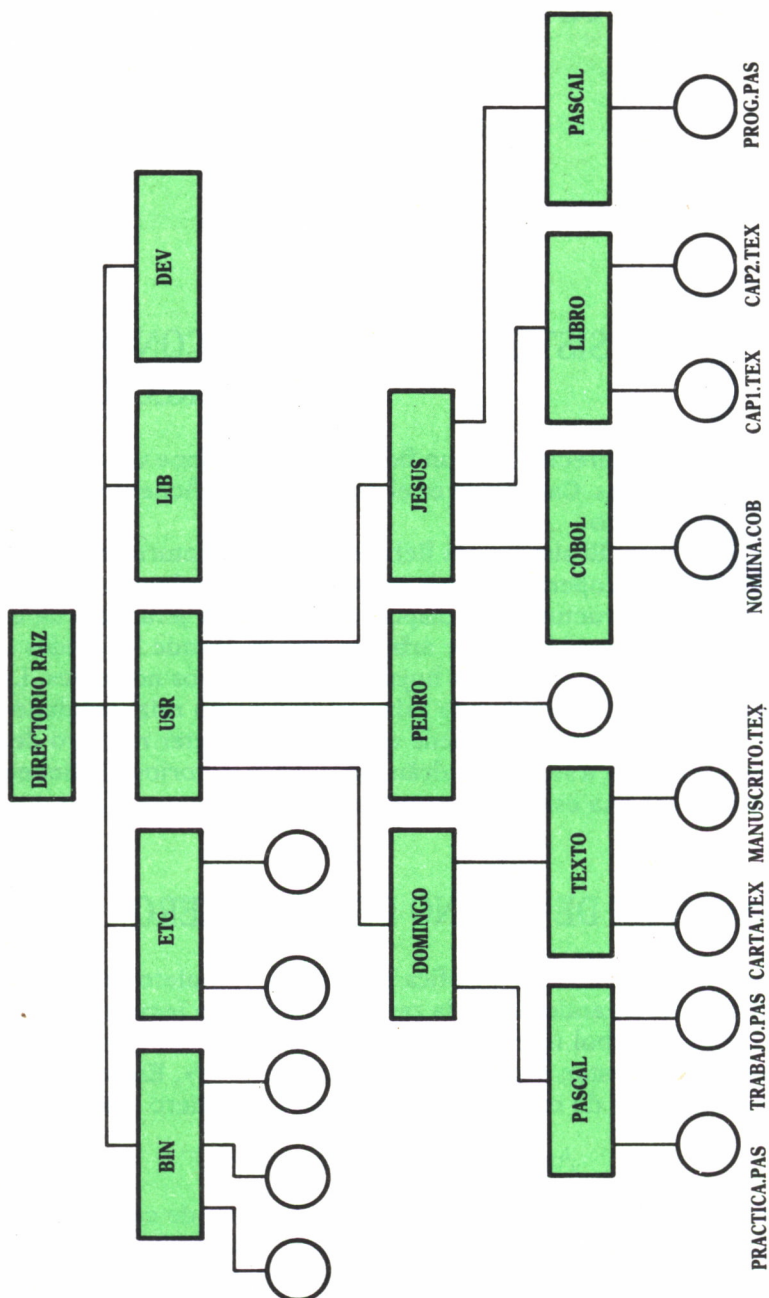 DIRECTORIO RAIZ
BIN
ETC
USR
LIB
DEV
DOMINGO
PEDRO
JESUS
PASCAL
TEXTO
COBOL
LIBRO
PASCAL
PRACTICA.PAS
TRABAJO.PAS
CARTA.TEX
MANUSCRITO.TEX
NOMINA.COB
CAP1.TEX
CAP2.TEX
PROG.PAS